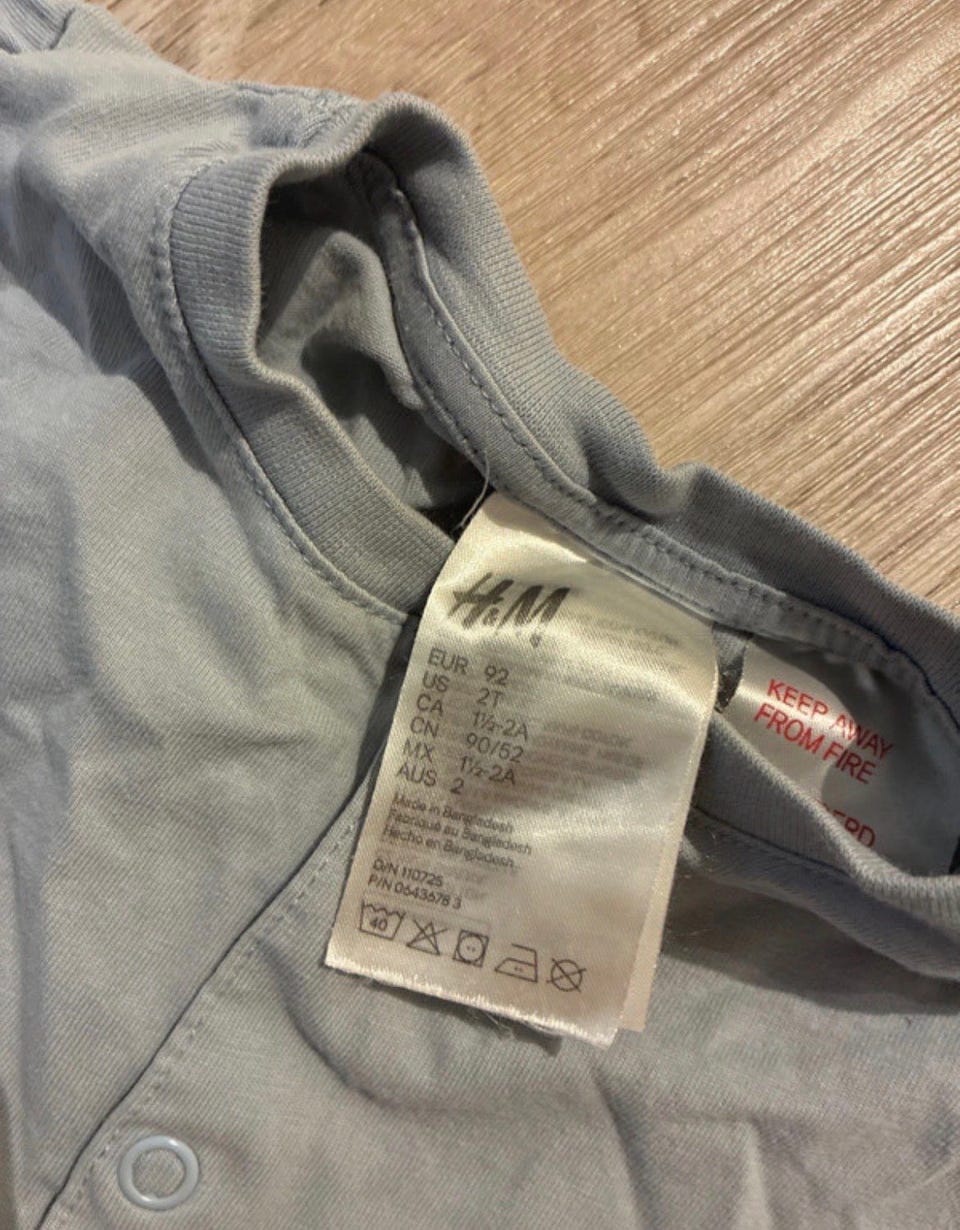 H&M
EUR 92
US 2T
CA 1½-2A
CN 90/52
MX 1½-2A
AUS 2
Made in Bangladesh
Fabriqué au Bangladesh
Hecho en Bangladesh
O/N 110725
P/N 0643678 3
40
KEEP AWAY
FROM FIRE